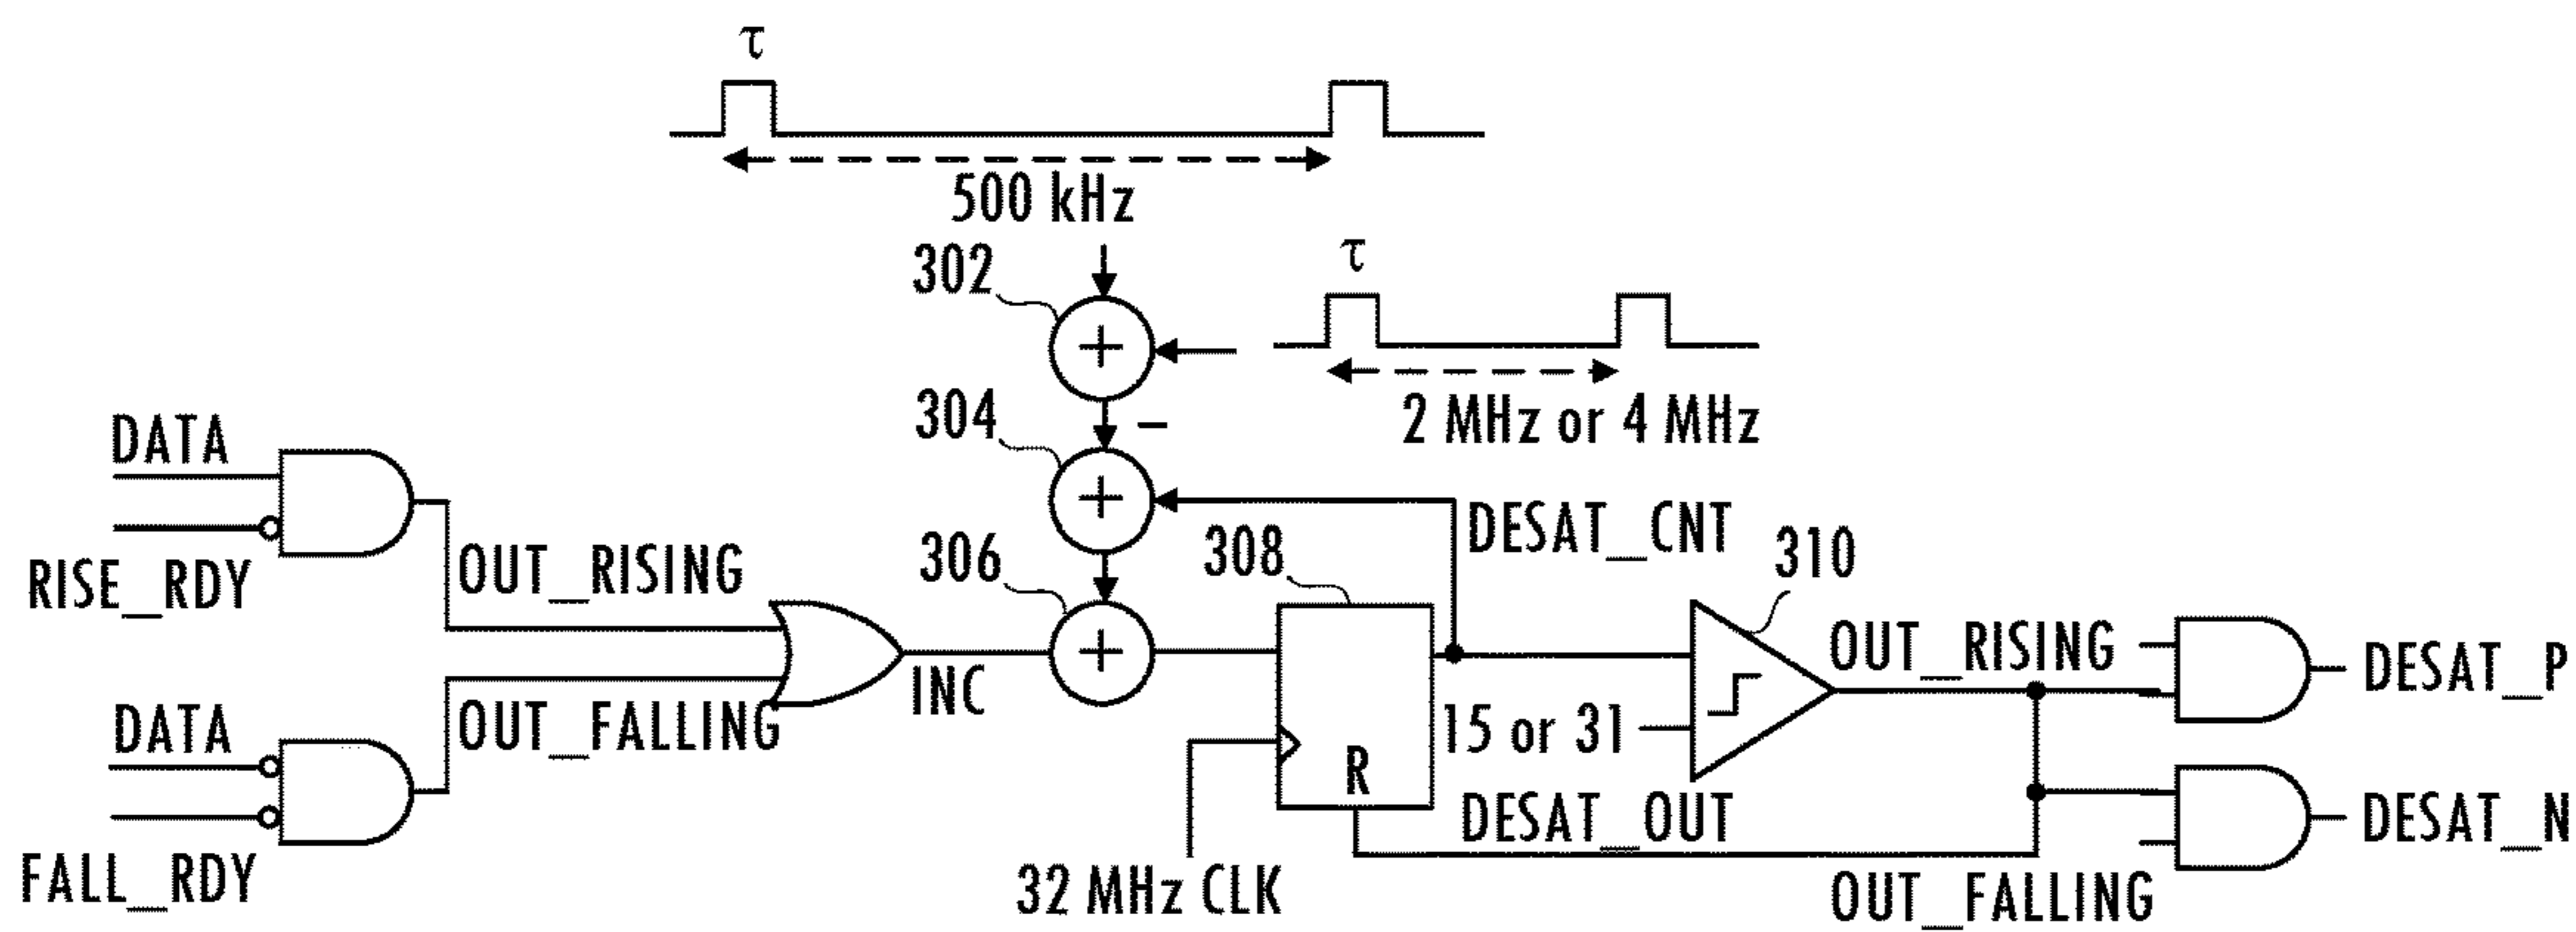 τ
500 kHz
302
τ
2 MHz or 4 MHz
304
–
DATA
RISE_RDY
OUT_RISING
306
308
DESAT_CNT
310
DATA
OUT_FALLING
FALL_RDY
INC
R
32 MHz CLK
15 or 31
DESAT_OUT
OUT_RISING
DESAT_P
DESAT_N
OUT_FALLING
+
+
+